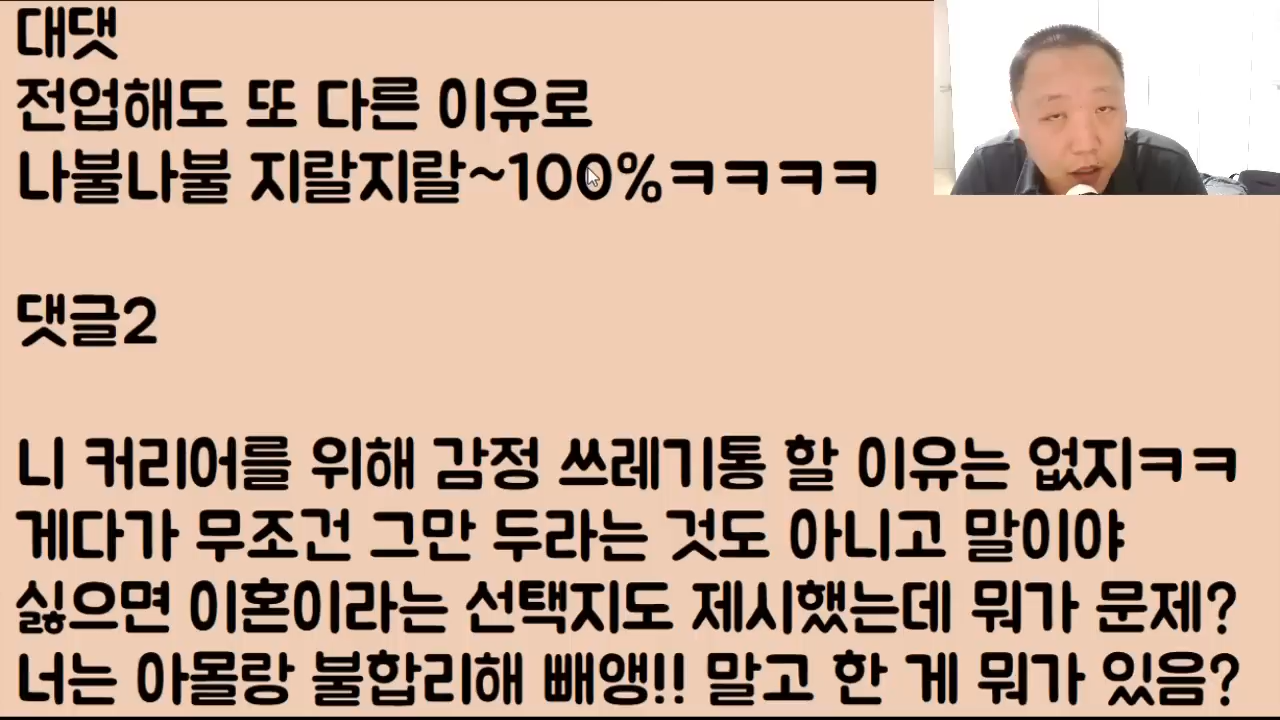 대댓
전업해도 또 다른 이유로
나불나불 지랄지랄~100%ㅋㅋㅋㅋ
댓글2
니 커리어를 위해 감정 쓰레기통 할 이유는 없지ㅋㅋ
게다가 무조건 그만 두라는 것도 아니고 말이야
싫으면 이혼이라는 선택지도 제시했는데 뭐가 문제?
너는 아몰랑 불합리해 빼앵!! 말고 한 게 뭐가 있음?